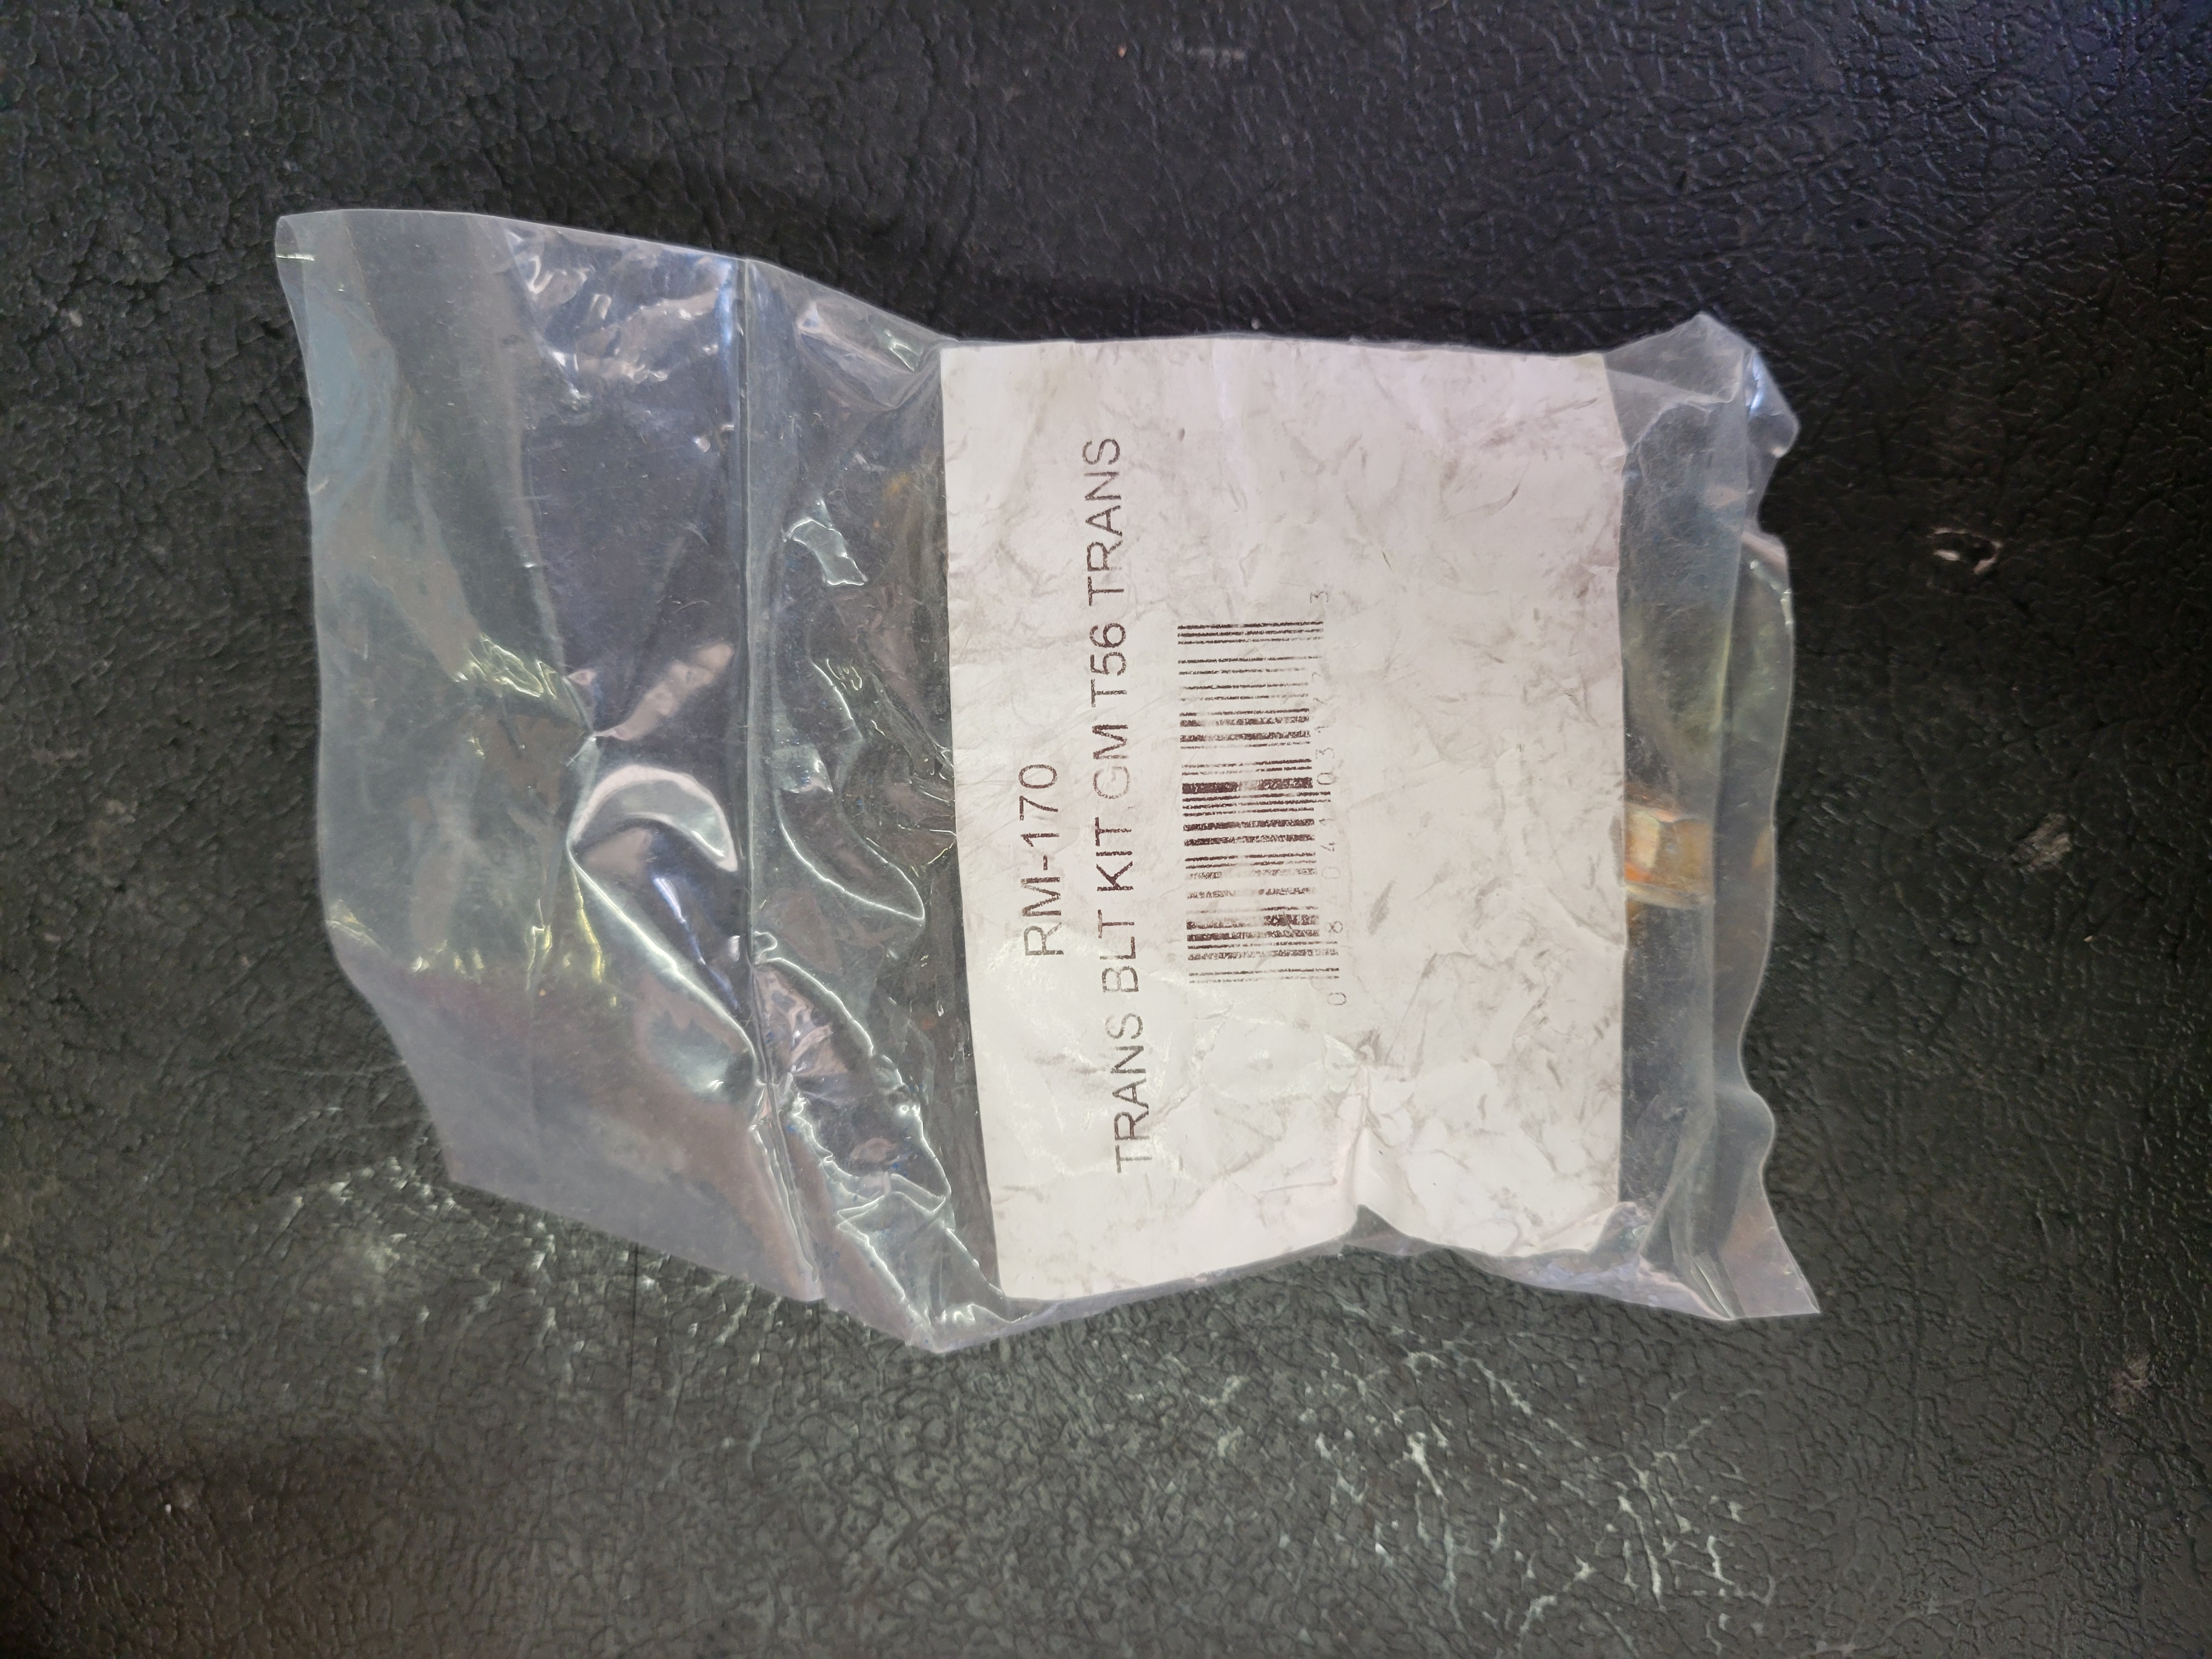 RM-170
TRANS BLT KIT,GM T56 TRANS